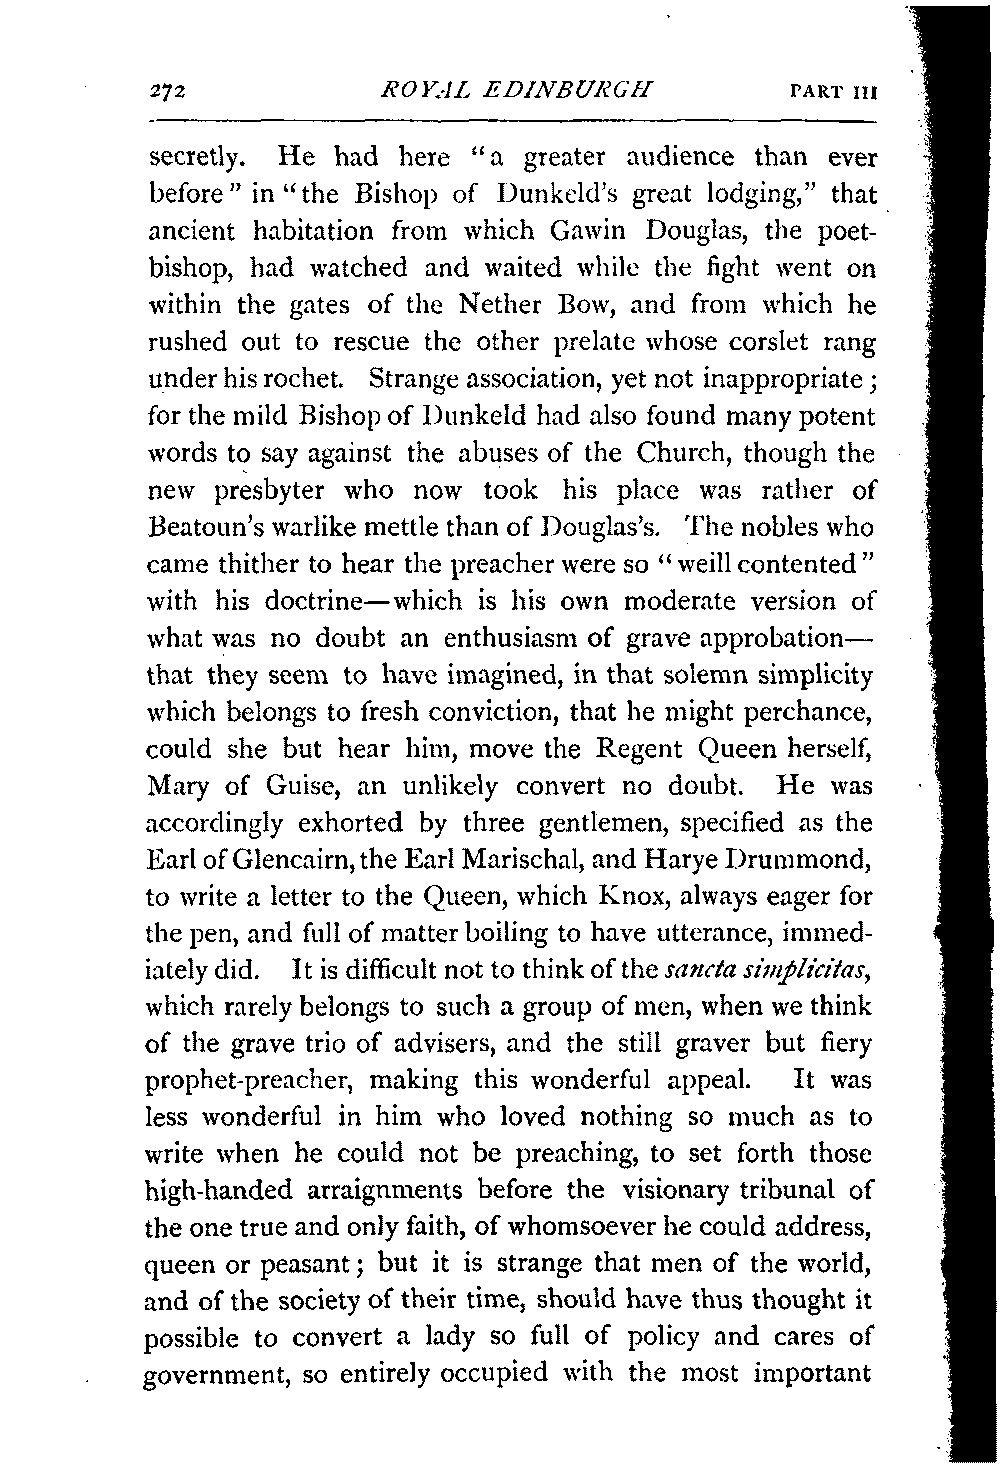 272 ROYAL EDINBURGH PART III
secretly. He had here “a greater audience than ever
before” in “the Bishop of Dunkeld's great lodging,” that
ancient habitation from which Gawin Douglas, the poet-
bishop, had watched and waited while the fight went on
within the gates of the Nether Bow, and from which he
rushed out to rescue the other prelate whose corslet rang
under his rochet. Strange association, yet not inappropriate;
for the mild Bishop of Dunkeld had also found many potent
words to say against the abuses of the Church, though the
new presbyter who now took his place was rather of
Beatoun's warlike mettle than of Douglas's. The nobles who
came thither to hear the preacher were so “weill contented”
with his doctrine—which is his own moderate version of
what was no doubt an enthusiasm of grave approbation—
that they seem to have imagined, in that solemn simplicity
which belongs to fresh conviction, that he might perchance,
could she but hear him, move the Regent Queen herself,
Mary of Guise, an unlikely convert no doubt. He was
accordingly exhorted by three gentlemen, specified as the
Earl of Glencairn, the Earl Marischal, and Harye Drummond,
to write a letter to the Queen, which Knox, always eager for
the pen, and full of matter boiling to have utterance, immed-
iately did. It is difficult not to think of the sancta simplicitas,
which rarely belongs to such a group of men, when we think
of the grave trio of advisers, and the still graver but fiery
prophet-preacher, making this wonderful appeal. It was
less wonderful in him who loved nothing so much as to
write when he could not be preaching, to set forth those
high-handed arraignments before the visionary tribunal of
the one true and only faith, of whomsoever he could address,
queen or peasant; but it is strange that men of the world,
and of the society of their time, should have thus thought it
possible to convert a lady so full of policy and cares of
government, so entirely occupied with the most important